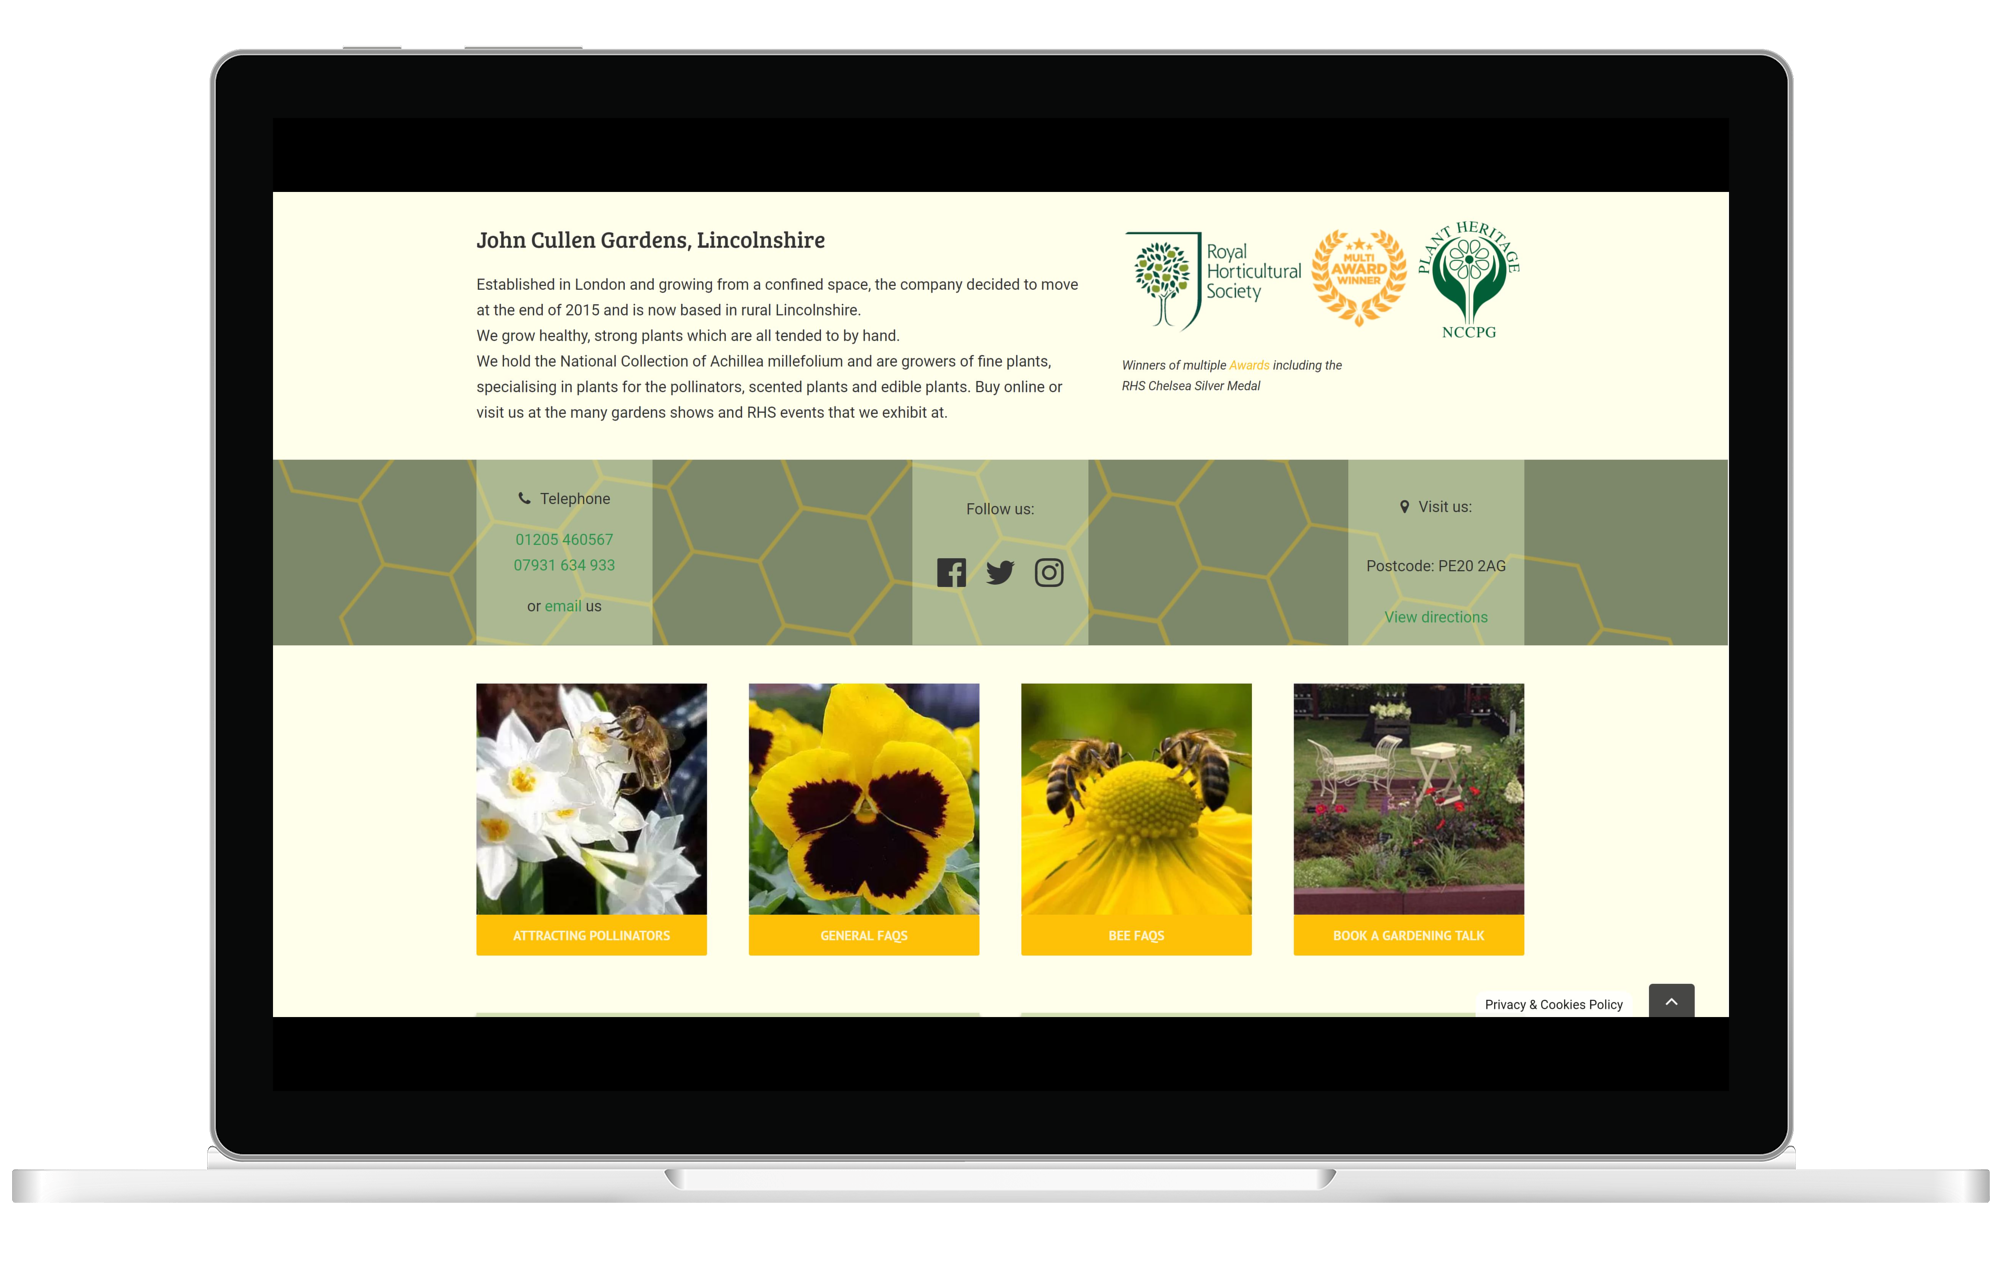 John Cullen Gardens, Lincolnshire
Established in London and growing from a confined space, the company decided to move
at the end of 2015 and is now based in rural Lincolnshire.
We grow healthy, strong plants which are all tended to by hand.
We hold the National Collection of Achillea millefolium and are growers of fine plants,
specialising in plants for the pollinators, scented plants and edible plants. Buy online or
visit us at the many gardens shows and RHS events that we exhibit at.
Royal
Horticultural
Society
MULTI
AWARD
WINNER
PLANT HERITAGE
NCCPG
Winners of multiple Awards including the
RHS Chelsea Silver Medal
Telephone
01205 460567
07931 634 933
or email us
Follow us:
Visit us:
Postcode: PE20 2AG
View directions
ATTRACTING POLLINATORS
GENERAL FAQS
BEE FAQS
BOOK A GARDENING TALK
Privacy & Cookies Policy